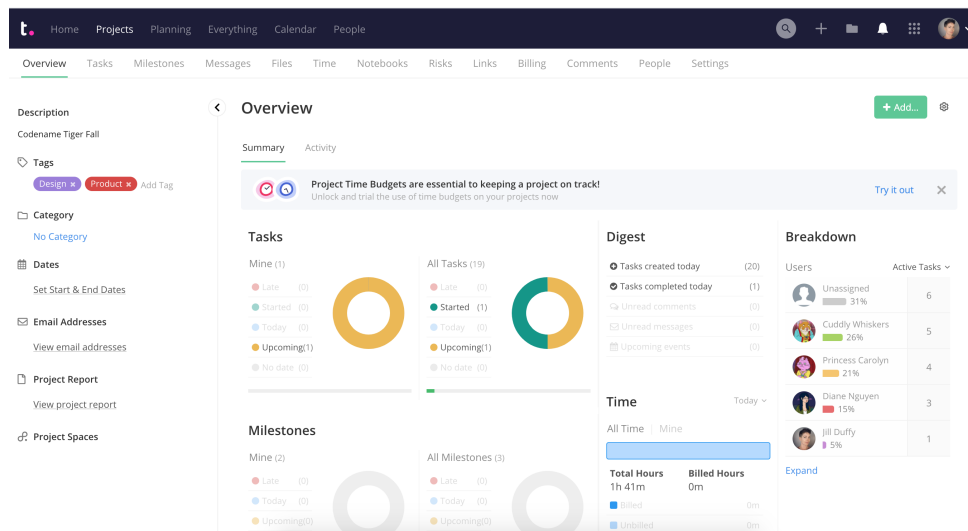 t.
Home Projects Planning Everything Calendar People
Overview Tasks Milestones Messages Files Time Notebooks Risks Links Billing Comments People Settings
Description
Codename Tiger Fall
Tags
Design × Product × Add Tag
Category
No Category
Dates
Set Start & End Dates
Email Addresses
View email addresses
Project Report
View project report
Project Spaces
Overview
+ Add...
Summary Activity
Project Time Budgets are essential to keeping a project on track!
Unlock and trial the use of time budgets on your projects now
Try it out
Tasks
Mine (1)
Late (0)
Started (0)
Today (0)
Upcoming(1)
No date (0)
All Tasks (19)
Late (0)
Started (1)
Today (0)
Upcoming(1)
No date (0)
Milestones
Mine (2)
Late (0)
Today (0)
Upcoming(0)
All Milestones (3)
Late (0)
Today (0)
Upcoming(0)
Digest
Tasks created today (20)
Tasks completed today (1)
Unread comments (0)
Unread messages (0)
Upcoming events (0)
Time
Today
All Time Mine
Total Hours Billed Hours
1h 41m 0m
Billed 0m
Unbilled 0m
Breakdown
Users Active Tasks
Unassigned
31% 6
Cuddly Whiskers
26% 5
Princess Carolyn
21% 4
Diane Nguyen
15% 3
Jill Duffy
5% 1
Expand